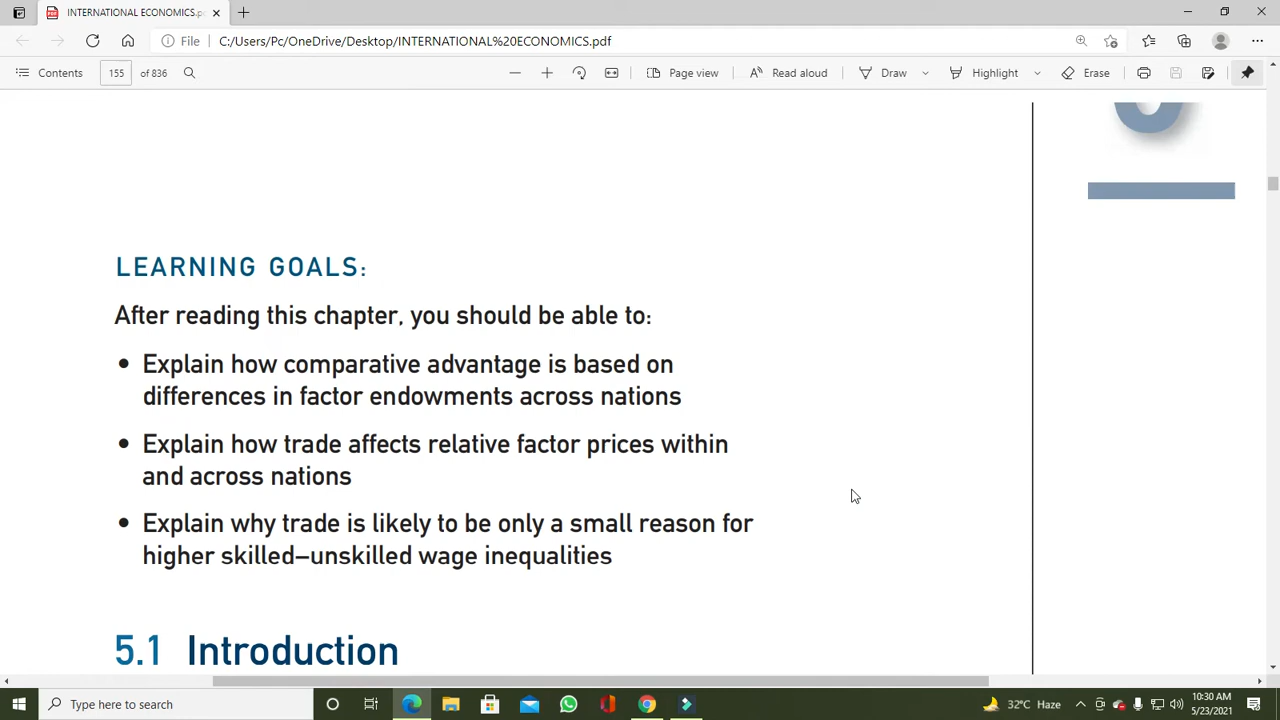 INTERNATIONAL ECONOMICS.p
File
C:/Users/Pc/OneDrive/Desktop/INTERNATIONAL%20ECONOMICS.pdf
Contents
155 of 836
Page view
Read aloud
Draw
Highlight
Erase
LEARNING GOALS:
After reading this chapter, you should be able to:
• Explain how comparative advantage is based on
differences in factor endowments across nations
• Explain how trade affects relative factor prices within
and across nations
• Explain why trade is likely to be only a small reason for
higher skilled–unskilled wage inequalities
5.1 Introduction
Type here to search
32°C Haze
10:30 AM
5/23/2021